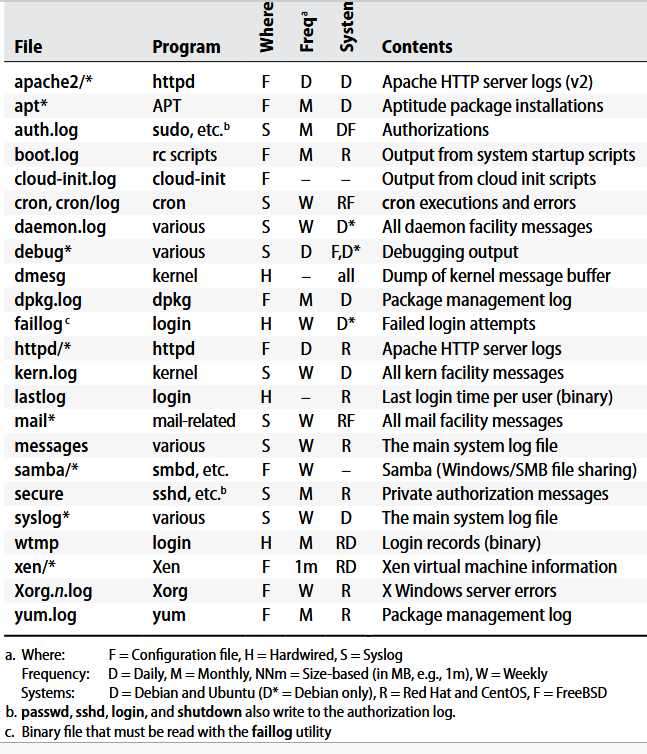 File Program Where Freqᵃ Systems Contents
apache2/* httpd F D D Apache HTTP server logs (v2)
apt* APT F M D Aptitude package installations
auth.log sudo, etc.ᵇ S M DF Authorizations
boot.log rc scripts F M R Output from system startup scripts
cloud-init.log cloud-init F – – Output from cloud init scripts
cron, cron/log cron S W RF cron executions and errors
daemon.log various S W D* All daemon facility messages
debug* various S D F,D* Debugging output
dmesg kernel H – all Dump of kernel message buffer
dpkg.log dpkg F M D Package management log
faillogᶜ login H W D* Failed login attempts
httpd/* httpd F D R Apache HTTP server logs
kern.log kernel S W D All kern facility messages
lastlog login H – R Last login time per user (binary)
mail* mail-related S W RF All mail facility messages
messages various S W R The main system log file
samba/* smbd, etc. F W – Samba (Windows/SMB file sharing)
secure sshd, etc.ᵇ S M R Private authorization messages
syslog* various S W D The main system log file
wtmp login H M RD Login records (binary)
xen/* Xen F 1m RD Xen virtual machine information
Xorg.n.log Xorg F W R X Windows server errors
yum.log yum F M R Package management log
a. Where: F = Configuration file, H = Hardwired, S = Syslog
Frequency: D = Daily, M = Monthly, NNm = Size-based (in MB, e.g., 1m), W = Weekly
Systems: D = Debian and Ubuntu (D* = Debian only), R = Red Hat and CentOS, F = FreeBSD
b. passwd, sshd, login, and shutdown also write to the authorization log.
c. Binary file that must be read with the faillog utility